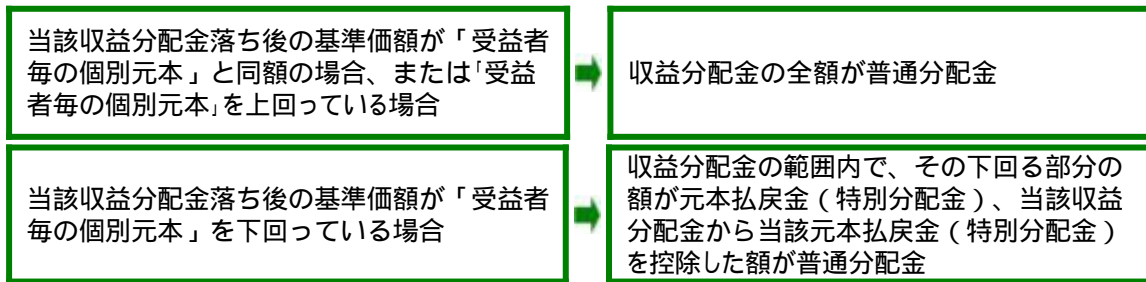 当該収益分配金落ち後の基準価額が「受益者
毎の個別元本」と同額の場合、または「受益
者毎の個別元本」を上回っている場合
収益分配金の全額が普通分配金
当該収益分配金落ち後の基準価額が「受益者
毎の個別元本」を下回っている場合
収益分配金の範囲内で、その下回る部分の
額が元本払戻金（特別分配金）、当該収益
分配金から当該元本払戻金（特別分配金）
を控除した額が普通分配金